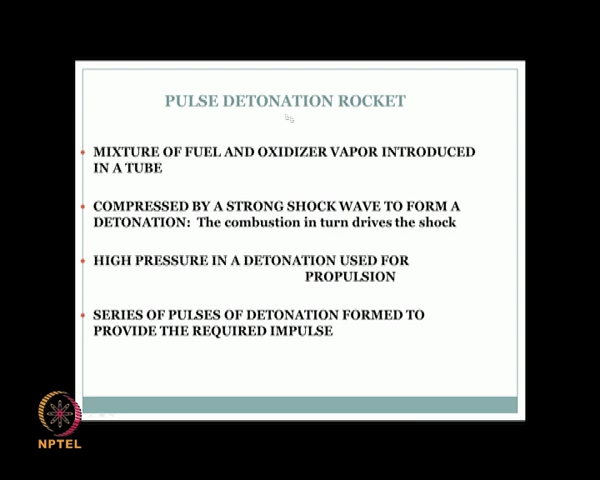 PULSE DETONATION ROCKET
• MIXTURE OF FUEL AND OXIDIZER VAPOR INTRODUCED
IN A TUBE
• COMPRESSED BY A STRONG SHOCK WAVE TO FORM A
DETONATION: The combustion in turn drives the shock
• HIGH PRESSURE IN A DETONATION USED FOR
PROPULSION
• SERIES OF PULSES OF DETONATION FORMED TO
PROVIDE THE REQUIRED IMPULSE
NPTEL